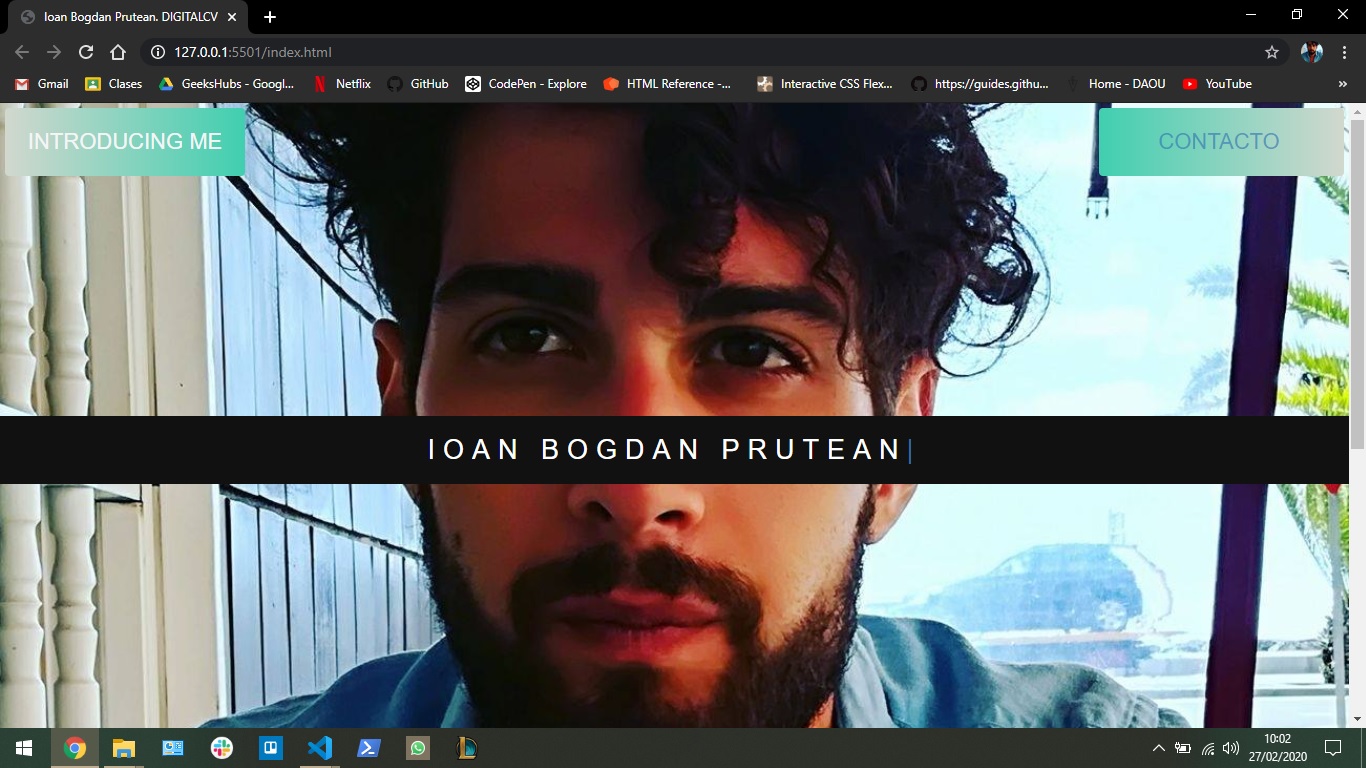 Ioan Bogdan Prutean. DIGITALCV
127.0.0.1:5501/index.html
Gmail Clases GeeksHubs - Googl... Netflix GitHub CodePen - Explore HTML Reference -... Interactive CSS Flex... https://guides.githu... Home - DAOU YouTube »
INTRODUCING ME
CONTACTO
IOAN BOGDAN PRUTEAN|
10:02
27/02/2020